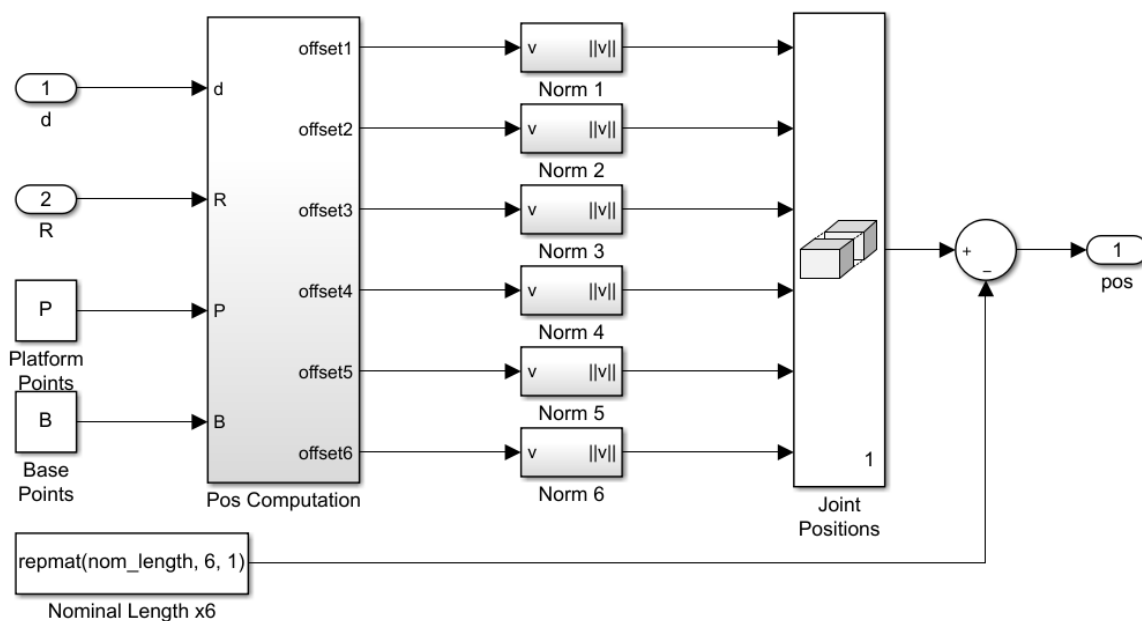 1
d
2
R
P
Platform
Points
B
Base
Points
repmat(nom_length, 6, 1)
Nominal Length x6
d
R
P
B
offset1
offset2
offset3
offset4
offset5
offset6
Pos Computation
v ||v||
Norm 1
v ||v||
Norm 2
v ||v||
Norm 3
v ||v||
Norm 4
v ||v||
Norm 5
v ||v||
Norm 6
1
Joint
Positions
+
−
1
pos